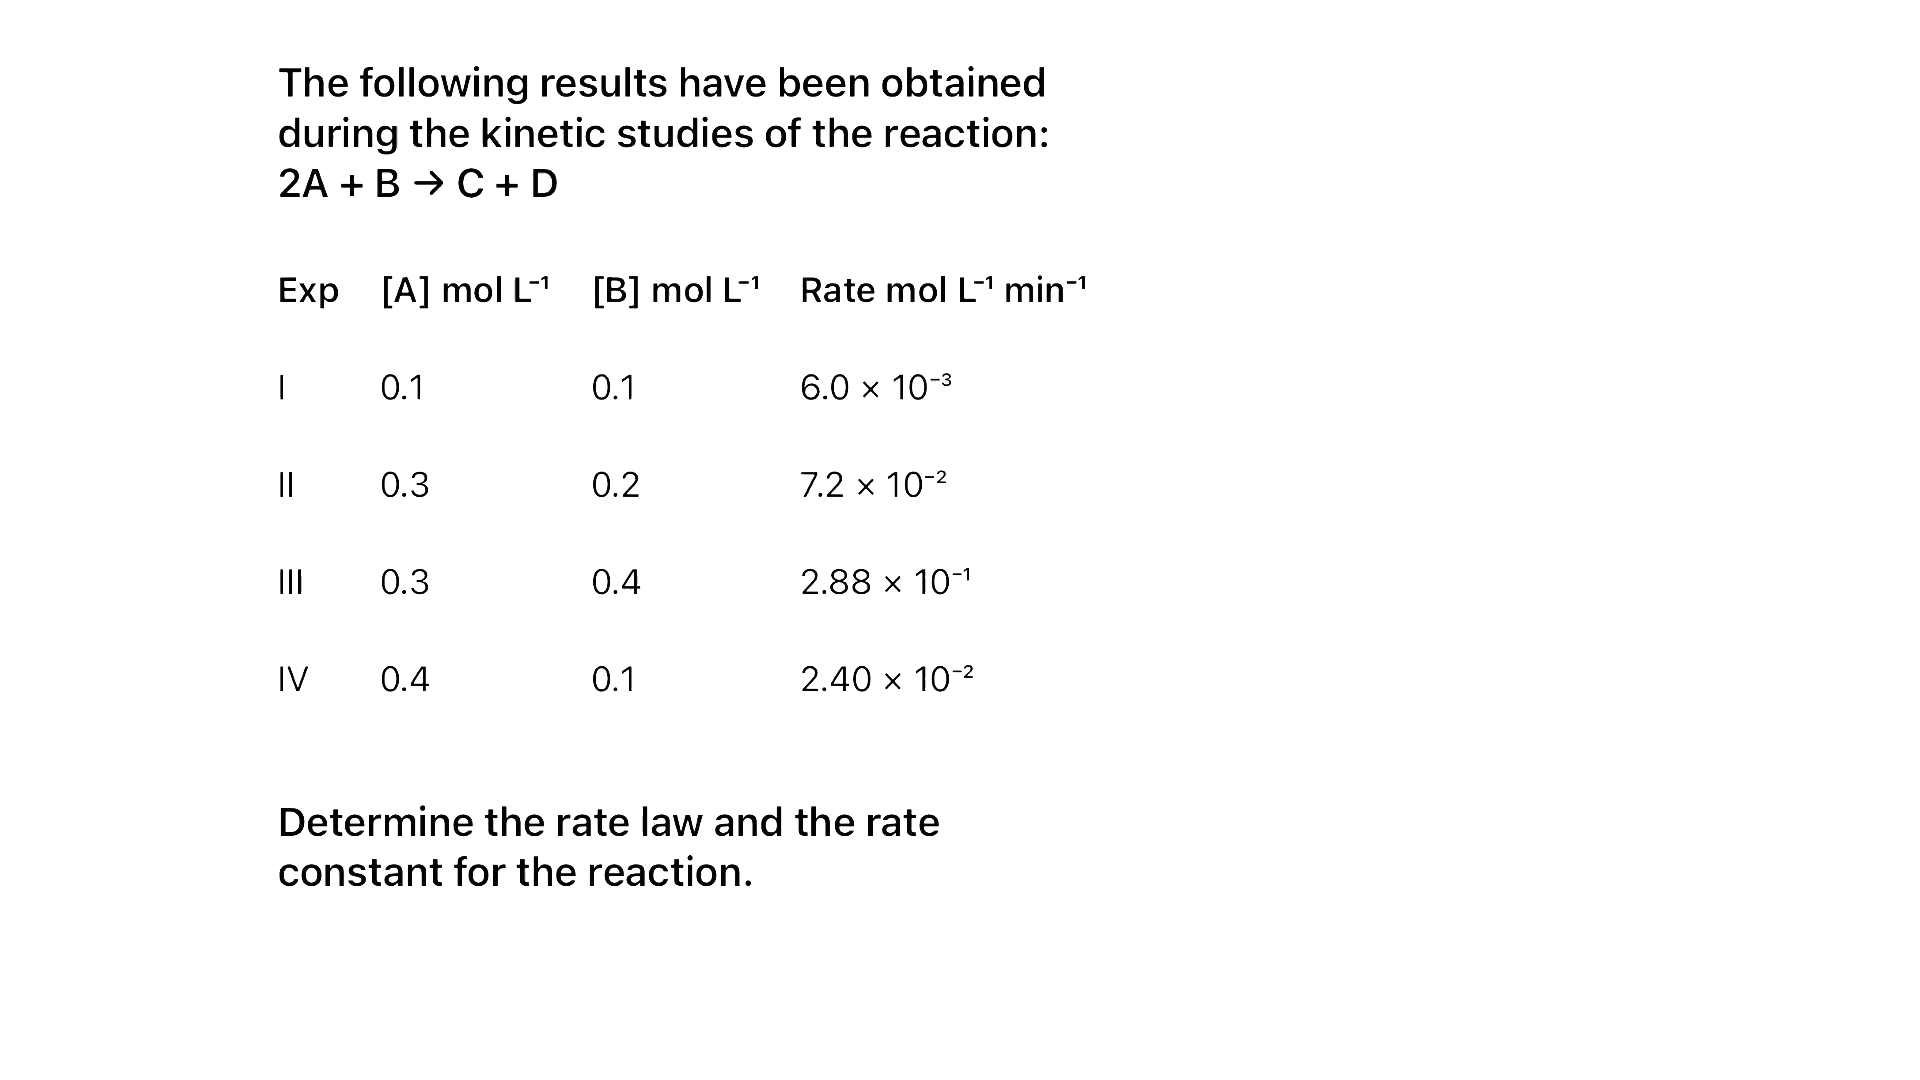 The following results have been obtained
during the kinetic studies of the reaction:
2A + B → C + D
Exp [A] mol L⁻¹ [B] mol L⁻¹ Rate mol L⁻¹ min⁻¹
I 0.1 0.1 6.0 × 10⁻³
II 0.3 0.2 7.2 × 10⁻²
III 0.3 0.4 2.88 × 10⁻¹
IV 0.4 0.1 2.40 × 10⁻²
Determine the rate law and the rate
constant for the reaction.